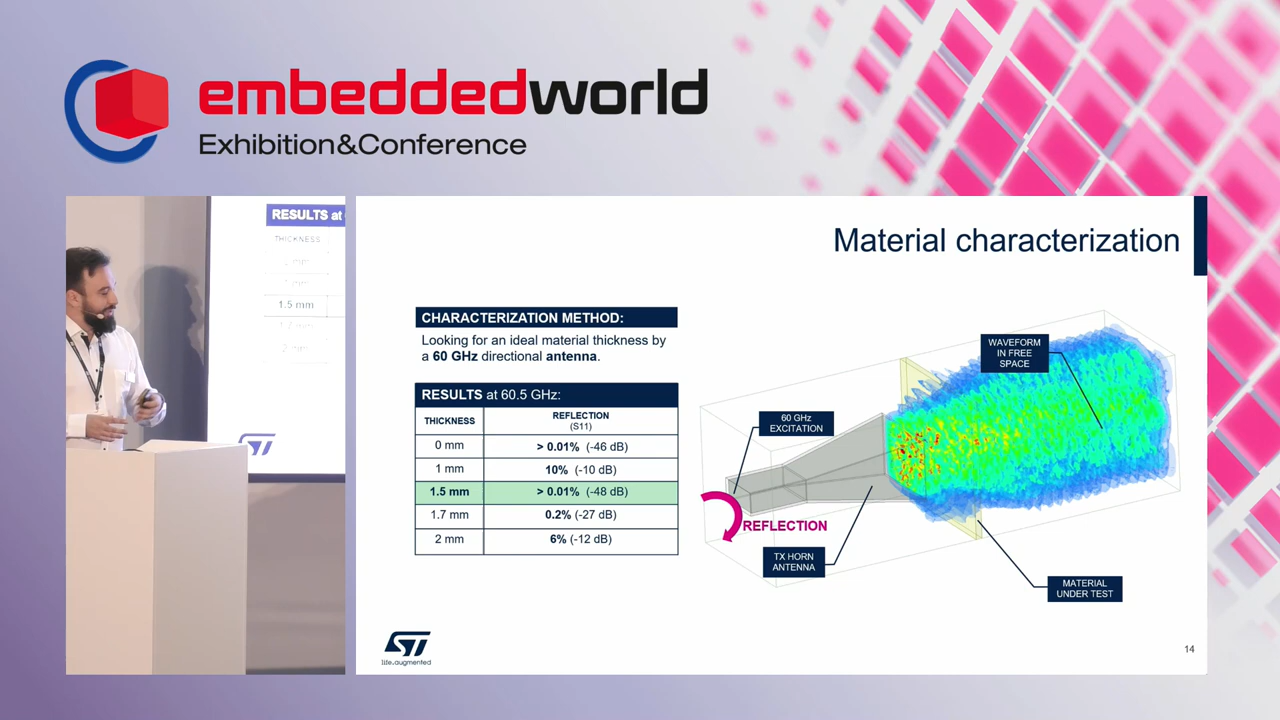 embeddedworld
Exhibition&Conference
RESULTS at
THICKNESS
1.5 mm
Material characterization
CHARACTERIZATION METHOD:
Looking for an ideal material thickness by
a 60 GHz directional antenna.
RESULTS at 60.5 GHz:
THICKNESS REFLECTION
(S11)
0 mm > 0.01% (-46 dB)
1 mm 10% (-10 dB)
1.5 mm > 0.01% (-48 dB)
1.7 mm 0.2% (-27 dB)
2 mm 6% (-12 dB)
WAVEFORM
IN FREE
SPACE
60 GHz
EXCITATION
REFLECTION
TX HORN
ANTENNA
MATERIAL
UNDER TEST
ST
life.augmented
14